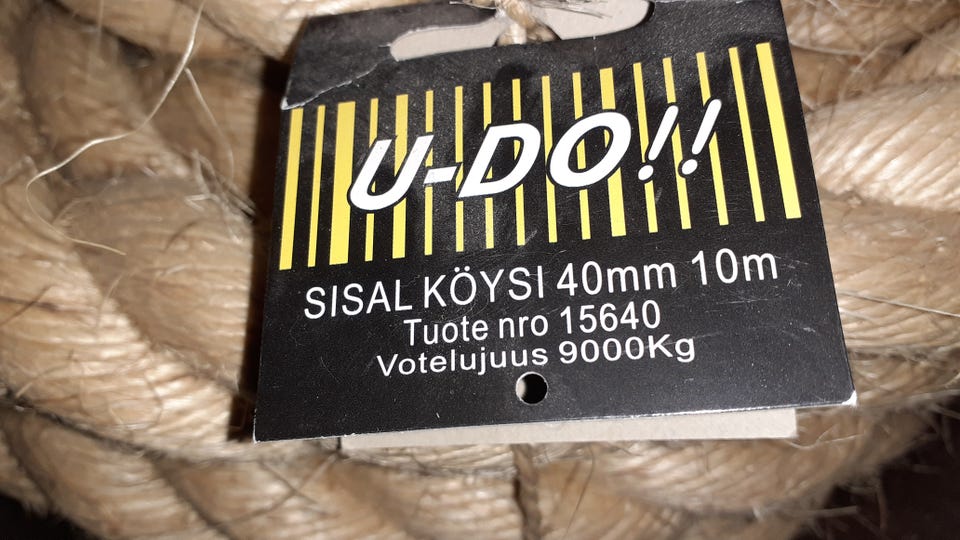 U-DO!!
SISAL KÖYSI 40mm 10m
Tuote nro 15640
Votelujuus 9000Kg